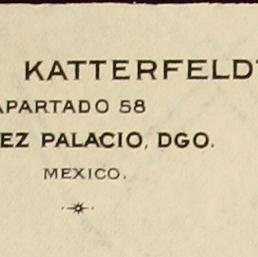 KATTERFELDT
APARTADO 58
EZ PALACIO, DGO.
MEXICO.